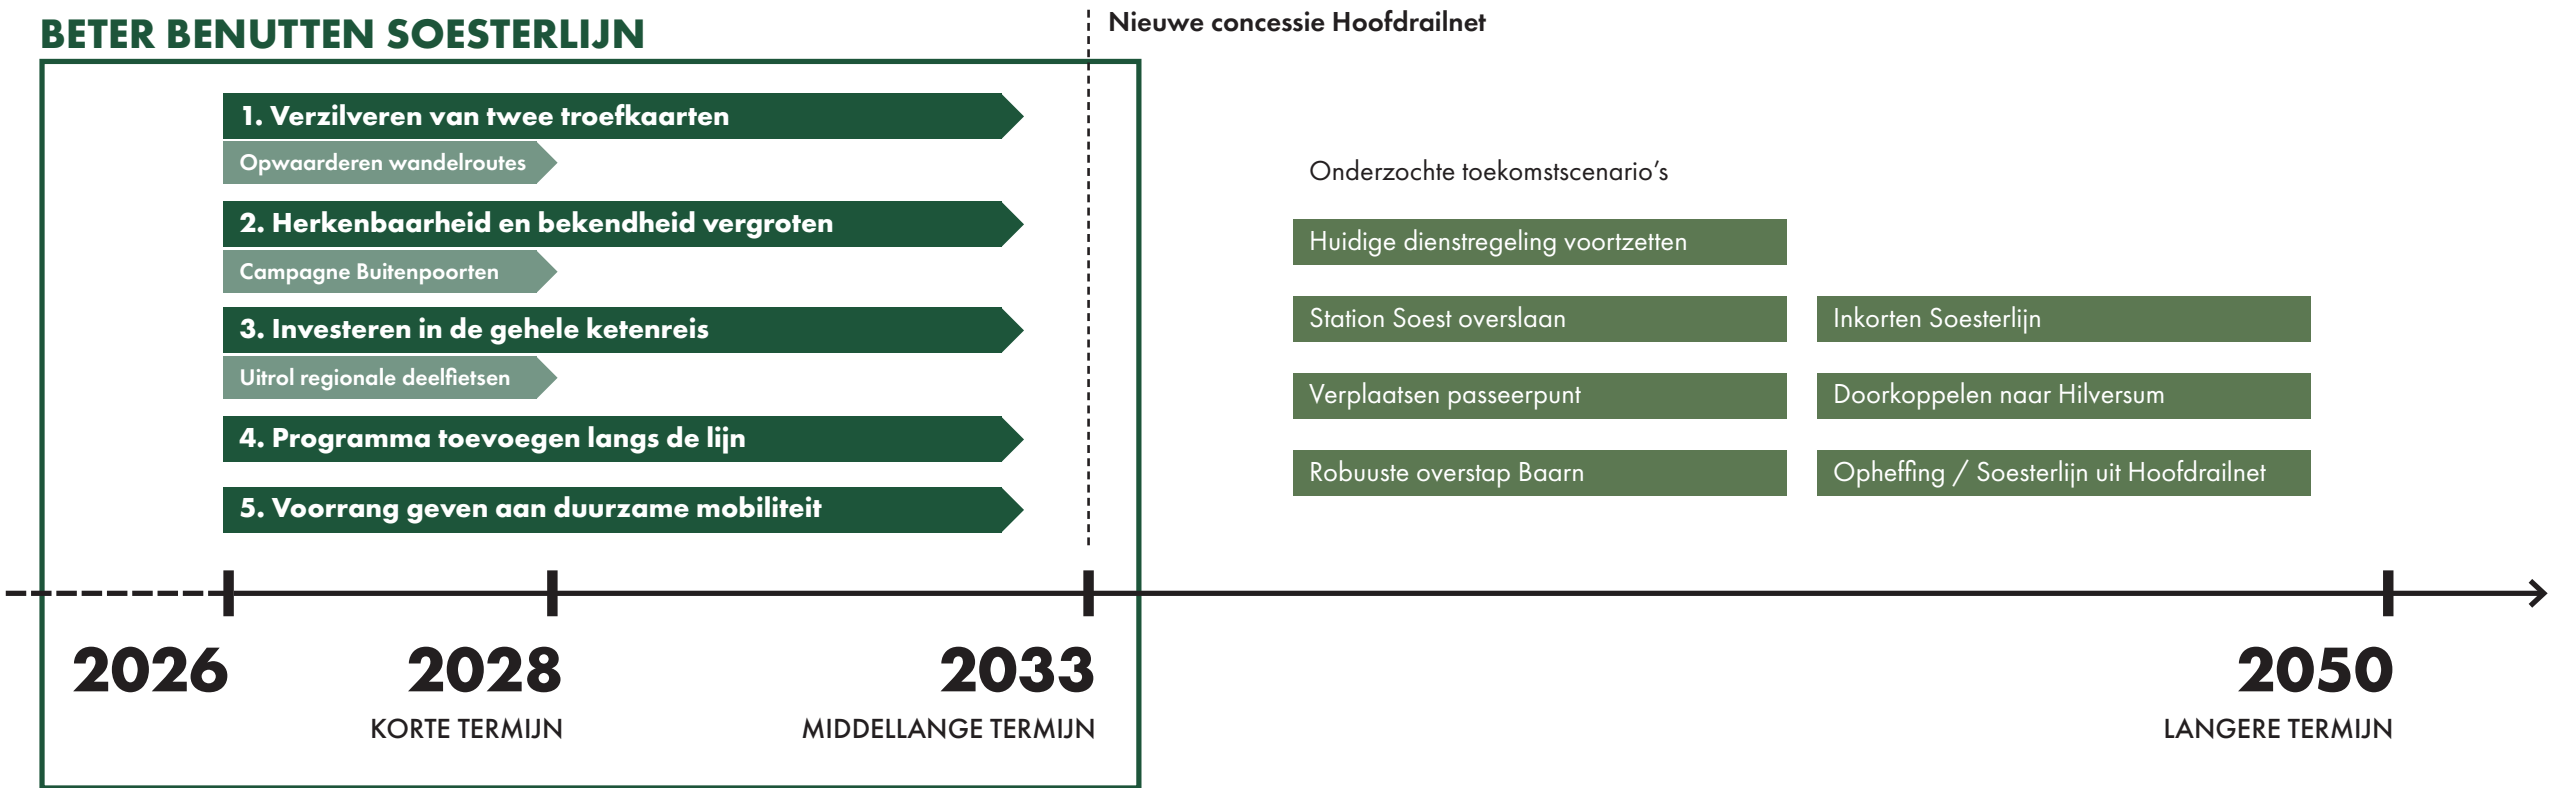 BETER BENUTTEN SOESTERLIJN
Nieuwe concessie Hoofdrailnet
1. Verzilveren van twee troefkaarten
Opwaarderen wandelroutes
2. Herkenbaarheid en bekendheid vergroten
Campagne Buitenpoorten
3. Investeren in de gehele ketenreis
Uitrol regionale deelfietsen
4. Programma toevoegen langs de lijn
5. Voorrang geven aan duurzame mobiliteit
Onderzochte toekomstscenario’s
Huidige dienstregeling voortzetten
Station Soest overslaan
Inkorten Soesterlijn
Verplaatsen passeerpunt
Doorkoppelen naar Hilversum
Robuuste overstap Baarn
Opheffing / Soesterlijn uit Hoofdrailnet
2026
2028
2033
2050
KORTE TERMIJN
MIDDELLANGE TERMIJN
LANGERE TERMIJN